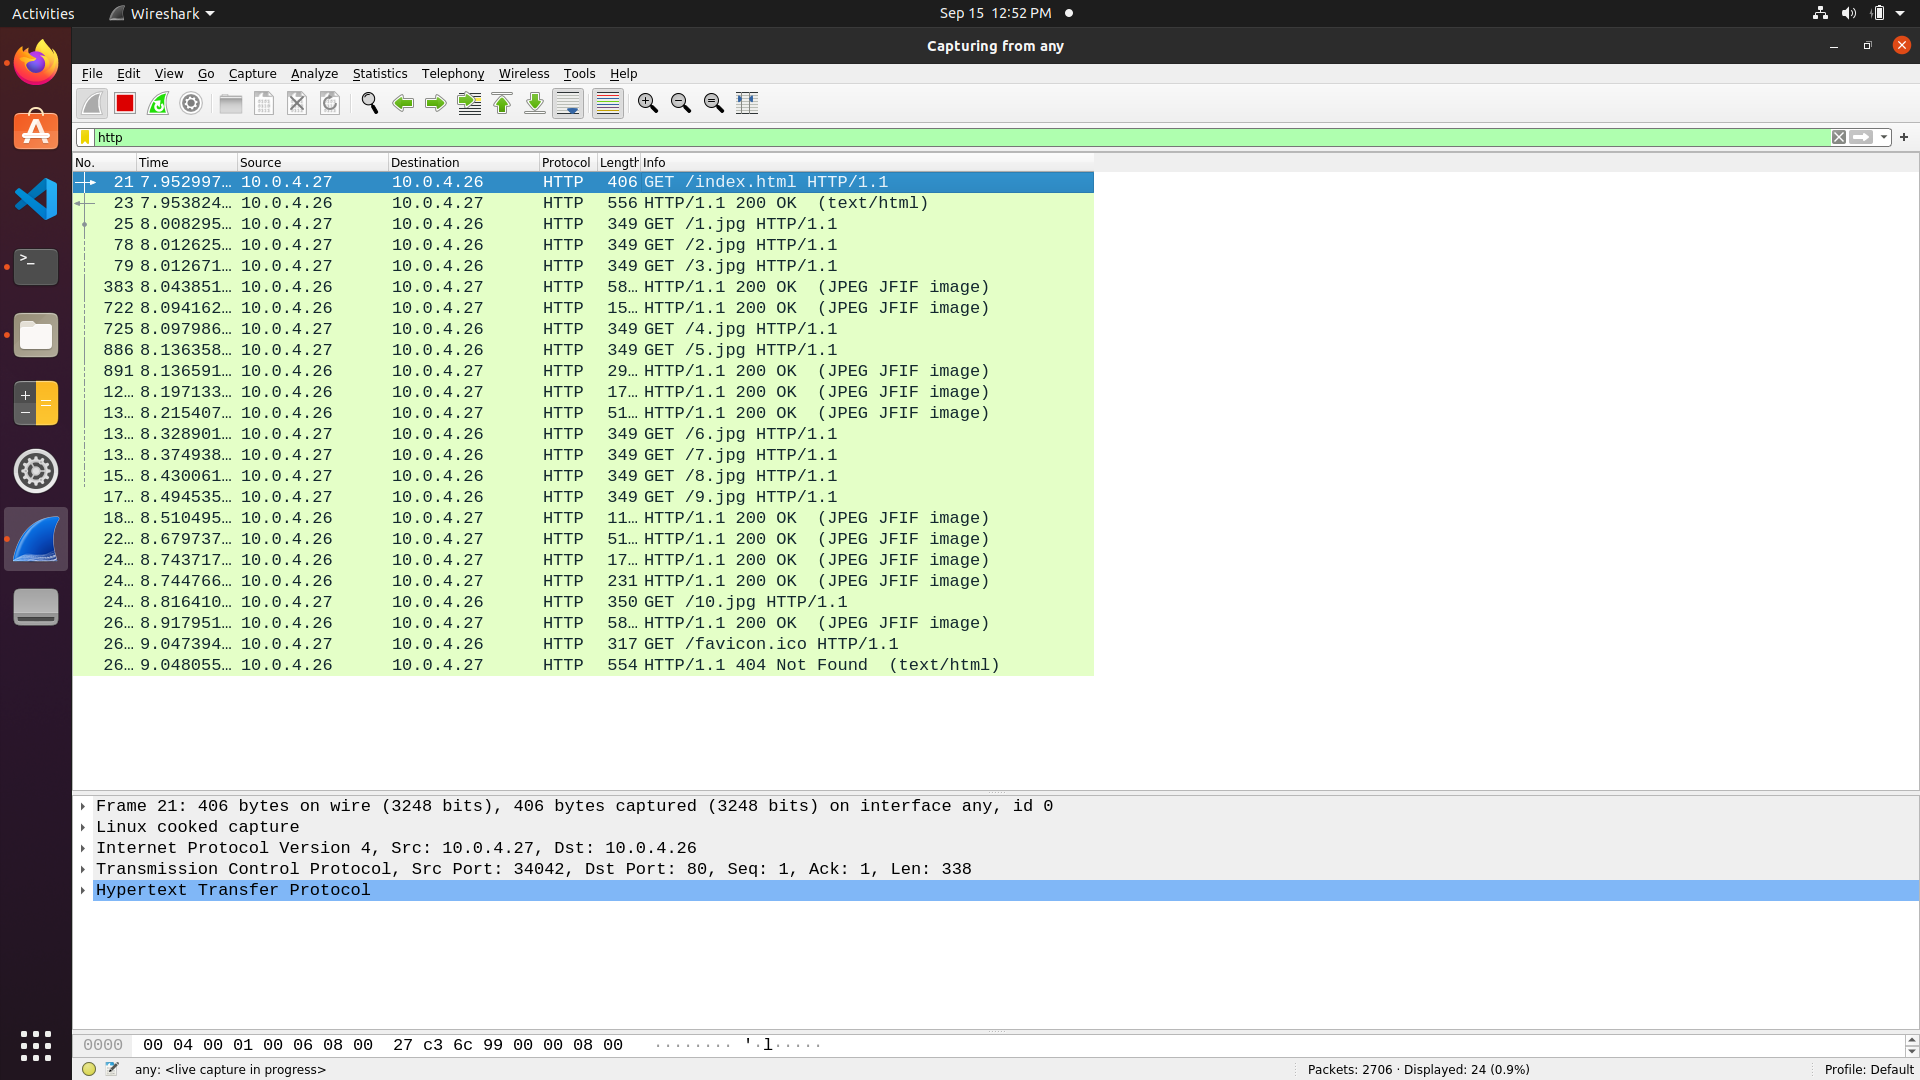 Activities Wireshark Sep 15 12:52 PM
Capturing from any
File Edit View Go Capture Analyze Statistics Telephony Wireless Tools Help
http
No. Time Source Destination Protocol Length Info
21 7.952997… 10.0.4.27 10.0.4.26 HTTP 406 GET /index.html HTTP/1.1
23 7.953824… 10.0.4.26 10.0.4.27 HTTP 556 HTTP/1.1 200 OK (text/html)
25 8.008295… 10.0.4.27 10.0.4.26 HTTP 349 GET /1.jpg HTTP/1.1
78 8.012625… 10.0.4.27 10.0.4.26 HTTP 349 GET /2.jpg HTTP/1.1
79 8.012671… 10.0.4.27 10.0.4.26 HTTP 349 GET /3.jpg HTTP/1.1
383 8.043851… 10.0.4.26 10.0.4.27 HTTP 58… HTTP/1.1 200 OK (JPEG JFIF image)
722 8.094162… 10.0.4.26 10.0.4.27 HTTP 15… HTTP/1.1 200 OK (JPEG JFIF image)
725 8.097986… 10.0.4.27 10.0.4.26 HTTP 349 GET /4.jpg HTTP/1.1
886 8.136358… 10.0.4.27 10.0.4.26 HTTP 349 GET /5.jpg HTTP/1.1
891 8.136591… 10.0.4.26 10.0.4.27 HTTP 29… HTTP/1.1 200 OK (JPEG JFIF image)
12… 8.197133… 10.0.4.26 10.0.4.27 HTTP 17… HTTP/1.1 200 OK (JPEG JFIF image)
13… 8.215407… 10.0.4.26 10.0.4.27 HTTP 51… HTTP/1.1 200 OK (JPEG JFIF image)
13… 8.328901… 10.0.4.27 10.0.4.26 HTTP 349 GET /6.jpg HTTP/1.1
13… 8.374938… 10.0.4.27 10.0.4.26 HTTP 349 GET /7.jpg HTTP/1.1
15… 8.430061… 10.0.4.27 10.0.4.26 HTTP 349 GET /8.jpg HTTP/1.1
17… 8.494535… 10.0.4.27 10.0.4.26 HTTP 349 GET /9.jpg HTTP/1.1
18… 8.510495… 10.0.4.26 10.0.4.27 HTTP 11… HTTP/1.1 200 OK (JPEG JFIF image)
22… 8.679737… 10.0.4.26 10.0.4.27 HTTP 51… HTTP/1.1 200 OK (JPEG JFIF image)
24… 8.743717… 10.0.4.26 10.0.4.27 HTTP 17… HTTP/1.1 200 OK (JPEG JFIF image)
24… 8.744766… 10.0.4.26 10.0.4.27 HTTP 231 HTTP/1.1 200 OK (JPEG JFIF image)
24… 8.816410… 10.0.4.27 10.0.4.26 HTTP 350 GET /10.jpg HTTP/1.1
26… 8.917951… 10.0.4.26 10.0.4.27 HTTP 58… HTTP/1.1 200 OK (JPEG JFIF image)
26… 9.047394… 10.0.4.27 10.0.4.26 HTTP 317 GET /favicon.ico HTTP/1.1
26… 9.048055… 10.0.4.26 10.0.4.27 HTTP 554 HTTP/1.1 404 Not Found (text/html)
Frame 21: 406 bytes on wire (3248 bits), 406 bytes captured (3248 bits) on interface any, id 0
Linux cooked capture
Internet Protocol Version 4, Src: 10.0.4.27, Dst: 10.0.4.26
Transmission Control Protocol, Src Port: 34042, Dst Port: 80, Seq: 1, Ack: 1, Len: 338
Hypertext Transfer Protocol
0000 00 04 00 01 00 06 08 00 27 c3 6c 99 00 00 08 00 ········ '·l·····
any: <live capture in progress> Packets: 2706 · Displayed: 24 (0.9%) Profile: Default